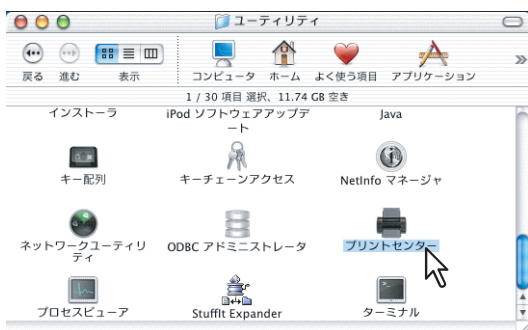 ユーティリティ
戻る 進む 表示 コンピュータ ホーム よく使う項目 アプリケーション
1 / 30 項目 選択、11.74 GB 空き
インストーラ iPod ソフトウェアアップデ Java
ート
キー配列 キーチェーンアクセス NetInfo マネージャ
ネットワークユーティリ ODBC アドミニストレータ プリントセンター
ティ
プロセスビューア StuffIt Expander ターミナル